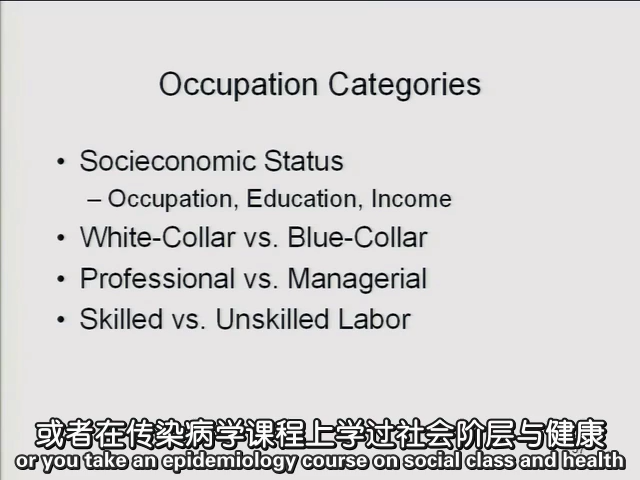 Occupation Categories
• Socieconomic Status
– Occupation, Education, Income
• White-Collar vs. Blue-Collar
• Professional vs. Managerial
• Skilled vs. Unskilled Labor
或者在传染病学课程上学过社会阶层与健康
or you take an epidemiology course on social class and health